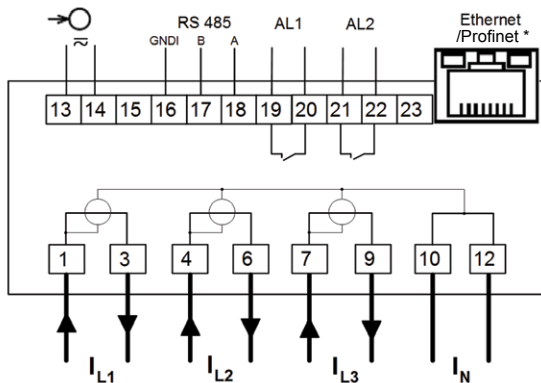 Ethernet
/Profinet *
RS 485 AL1 AL2
GNDI B A
13 14 15 16 17 18 19 20 21 22 23
1 3 4 6 7 9 10 12
IL1 IL2 IL3 IN